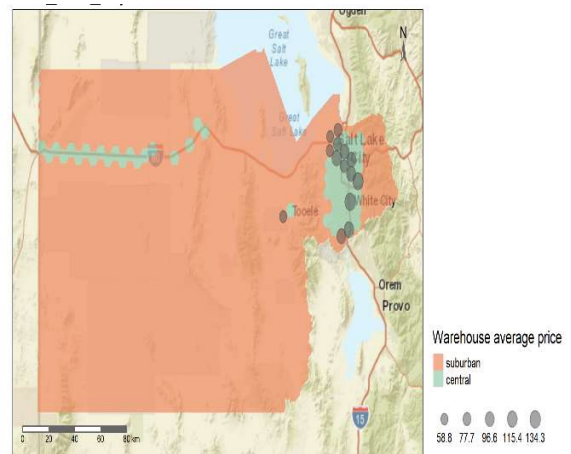 Ogden
N
Great
Salt
Lake
Great Salt Lake
Salt Lake
City
White City
Tooele
Orem
Provo
15
Warehouse average price
suburban
central
58.8 77.7 96.6 115.4 134.3
0 20 40 60 80 km